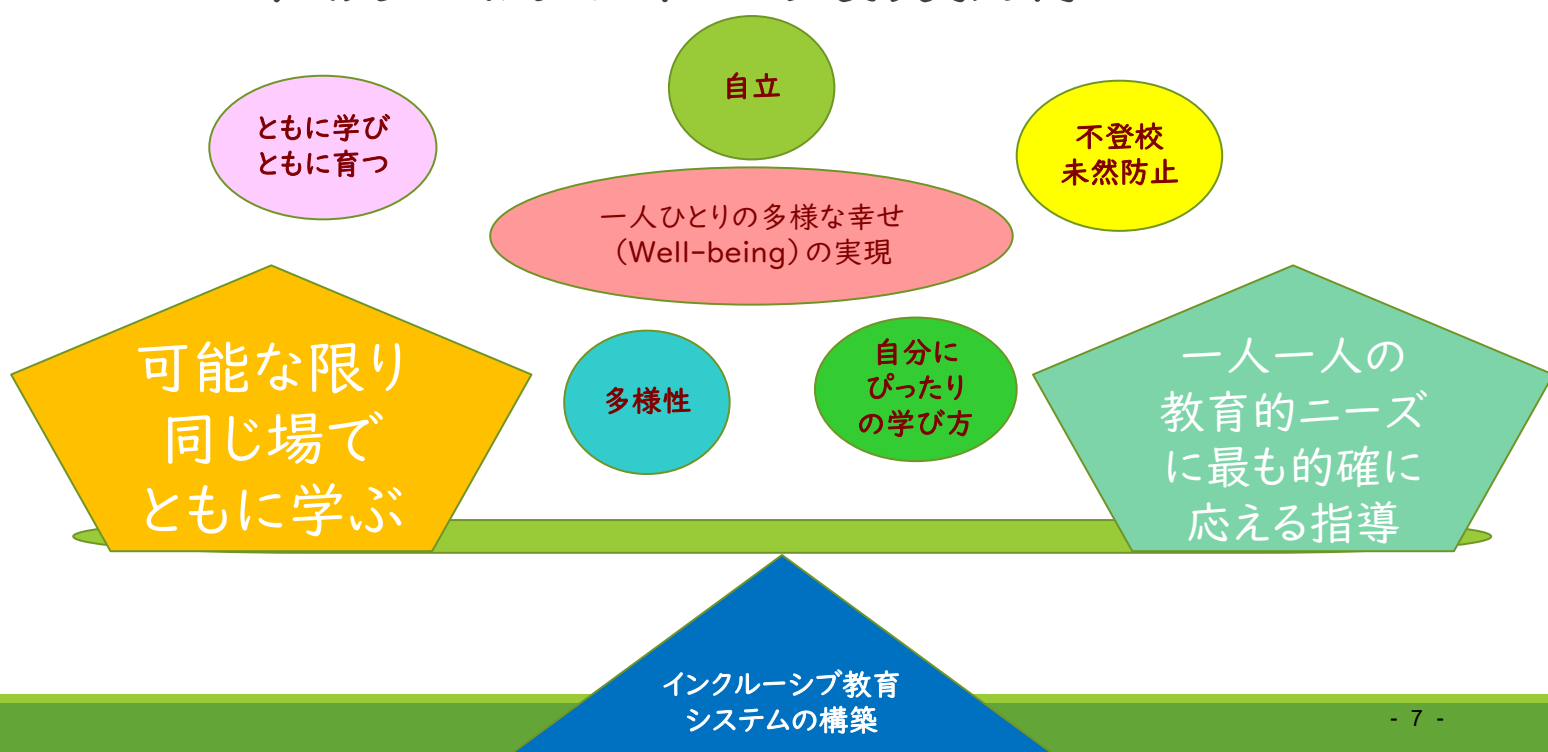 自立
ともに学び
ともに育つ
不登校
未然防止
一人ひとりの多様な幸せ
(Well-being)の実現
可能な限り
同じ場で
ともに学ぶ
多様性
自分に
ぴったり
の学び方
一人一人の
教育的ニーズ
に最も的確に
応える指導
インクルーシブ教育
システムの構築
- 7 -